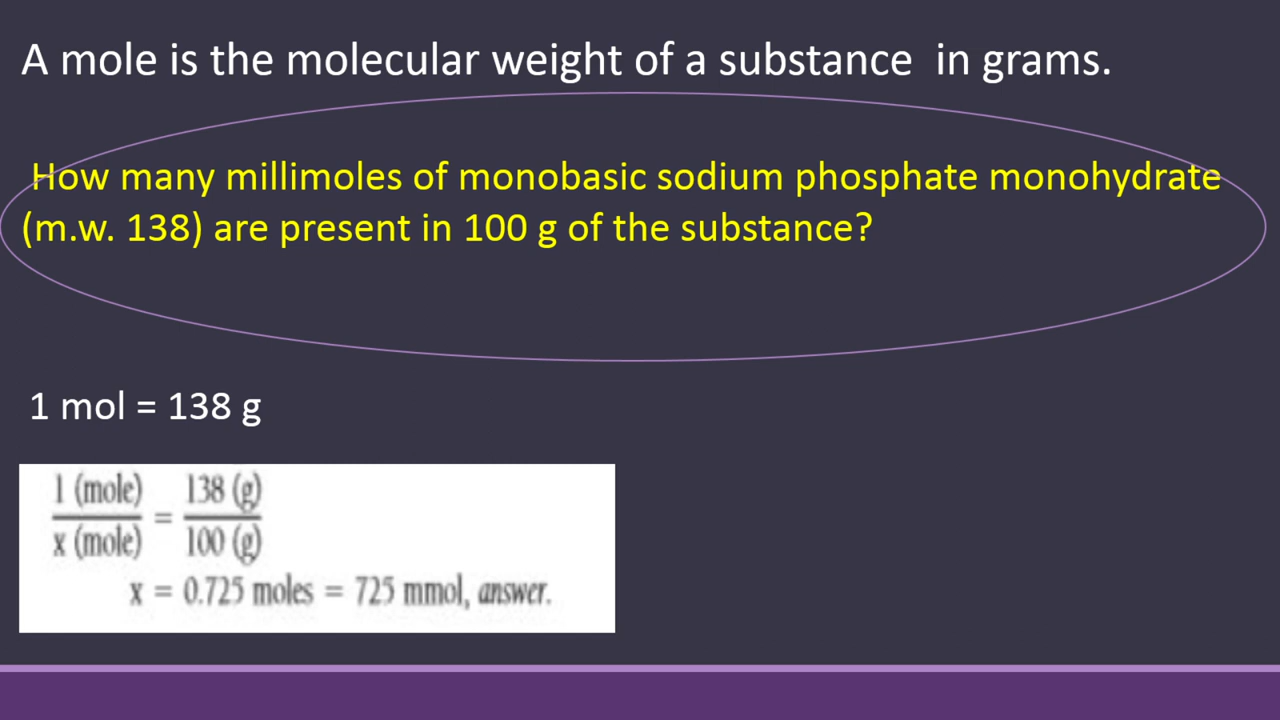 A mole is the molecular weight of a substance  in grams.
How many millimoles of monobasic sodium phosphate monohydrate
(m.w. 138) are present in 100 g of the substance?
1 mol = 138 g
1 (mole) / x (mole) = 138 (g) / 100 (g)
x = 0.725 moles = 725 mmol, answer.